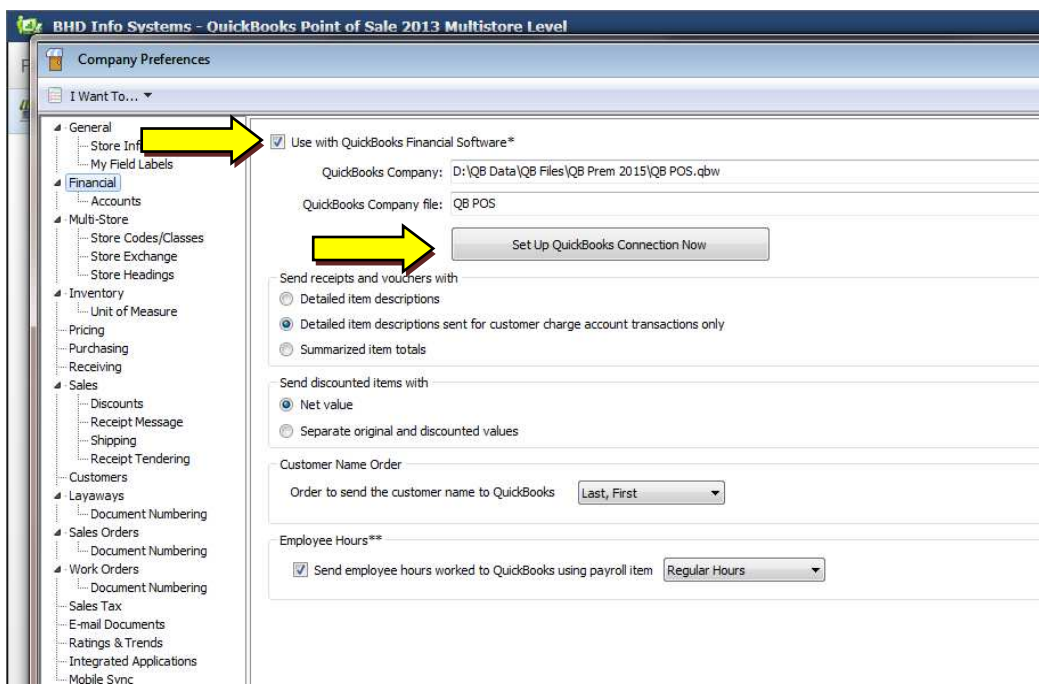 BHD Info Systems - QuickBooks Point of Sale 2013 Multistore Level
Company Preferences
I Want To...
General
Store Inf
My Field Labels
Financial
Accounts
Multi-Store
Store Codes/Classes
Store Exchange
Store Headings
Inventory
Unit of Measure
Pricing
Purchasing
Receiving
Sales
Discounts
Receipt Message
Shipping
Receipt Tendering
Customers
Layaways
Document Numbering
Sales Orders
Document Numbering
Work Orders
Document Numbering
Sales Tax
E-mail Documents
Ratings & Trends
Integrated Applications
Mobile Sync
Use with QuickBooks Financial Software*
QuickBooks Company: D:\QB Data\QB Files\QB Prem 2015\QB POS.qbw
QuickBooks Company file: QB POS
Set Up QuickBooks Connection Now
Send receipts and vouchers with
Detailed item descriptions
Detailed item descriptions sent for customer charge account transactions only
Summarized item totals
Send discounted items with
Net value
Separate original and discounted values
Customer Name Order
Order to send the customer name to QuickBooks Last, First
Employee Hours**
Send employee hours worked to QuickBooks using payroll item Regular Hours